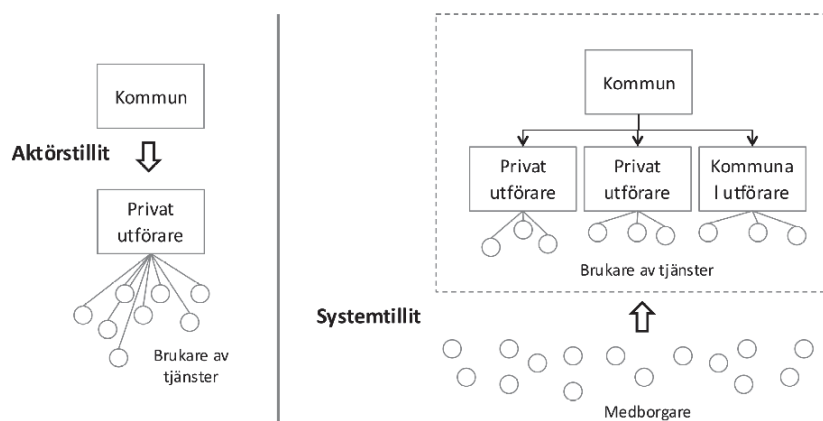 Kommun
Aktörstillit
Privat
utförare
Brukare av
tjänster
Kommun
Privat
utförare
Privat
utförare
Kommuna
l utförare
Brukare av tjänster
Systemtillit
Medborgare